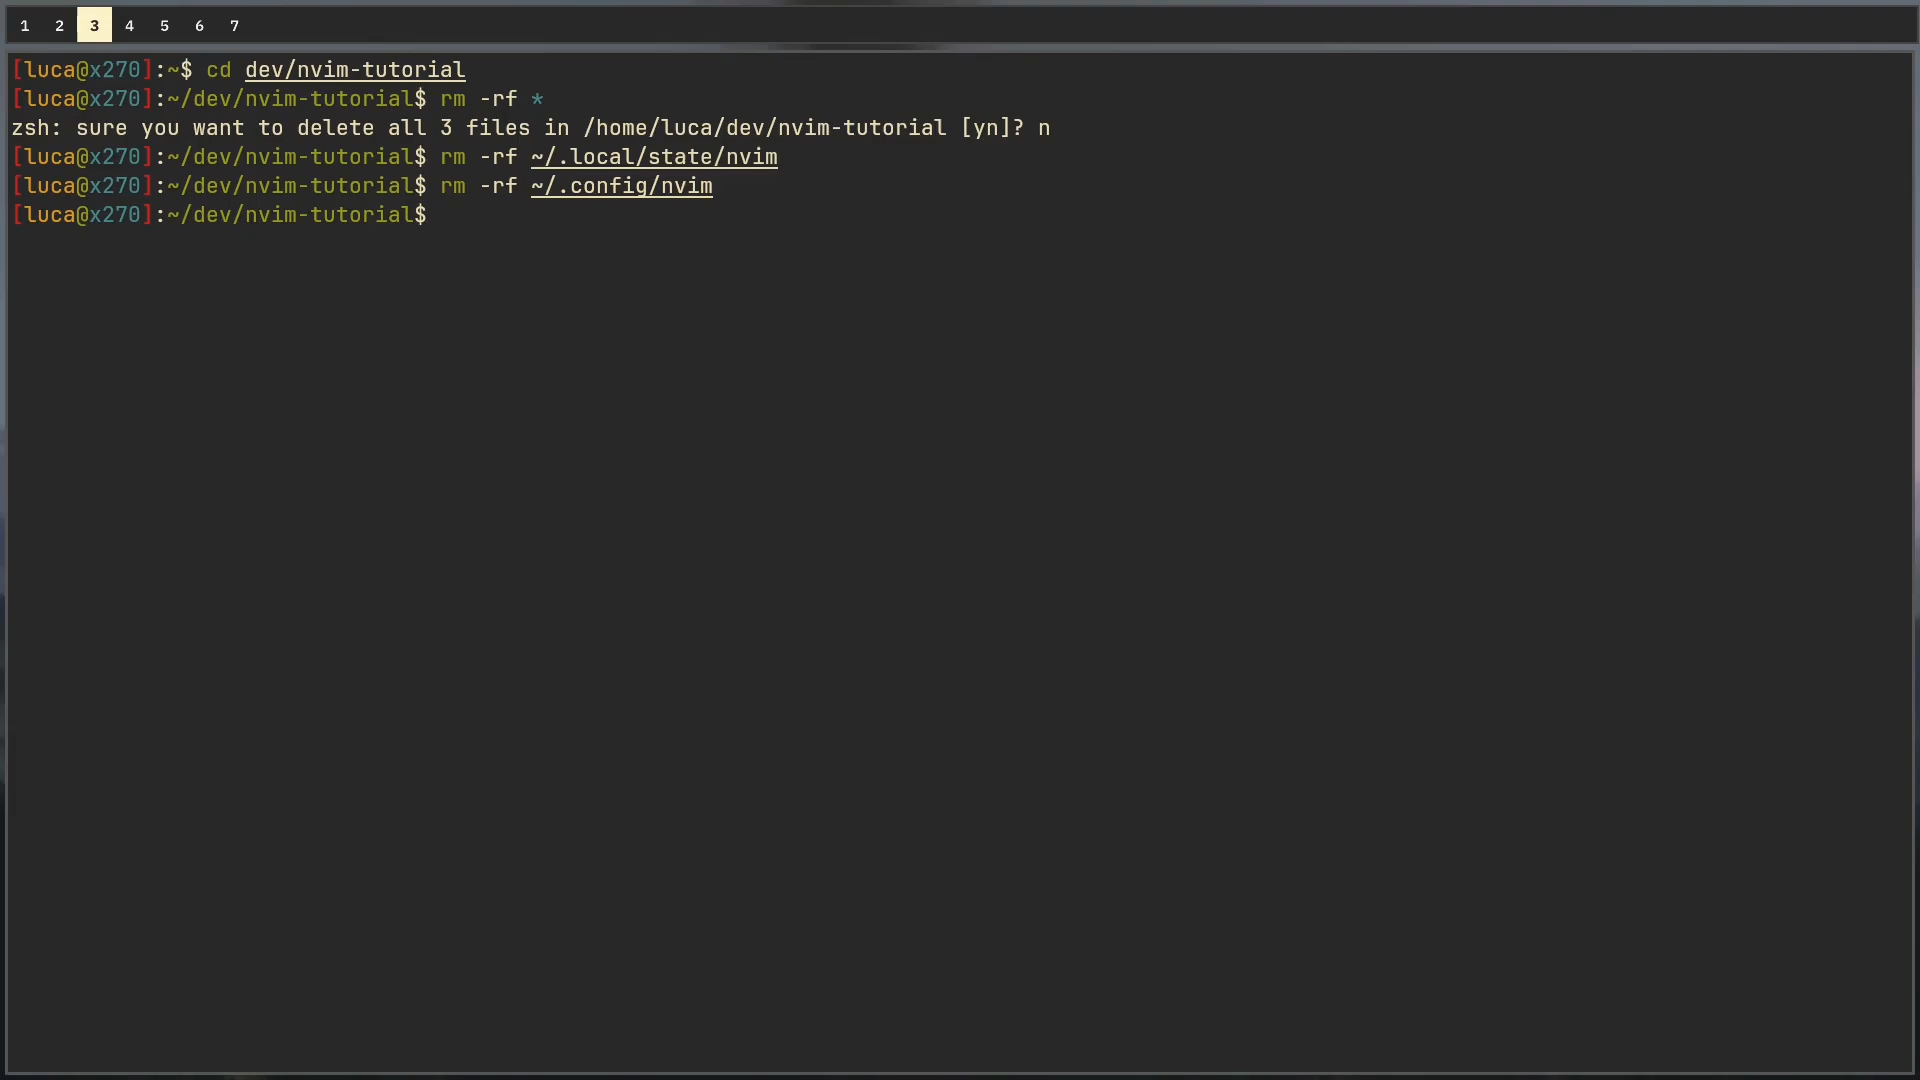 1 2 3 4 5 6 7
[luca@x270]:~$ cd dev/nvim-tutorial
[luca@x270]:~/dev/nvim-tutorial$ rm -rf *
zsh: sure you want to delete all 3 files in /home/luca/dev/nvim-tutorial [yn]? n
[luca@x270]:~/dev/nvim-tutorial$ rm -rf ~/.local/state/nvim
[luca@x270]:~/dev/nvim-tutorial$ rm -rf ~/.config/nvim
[luca@x270]:~/dev/nvim-tutorial$